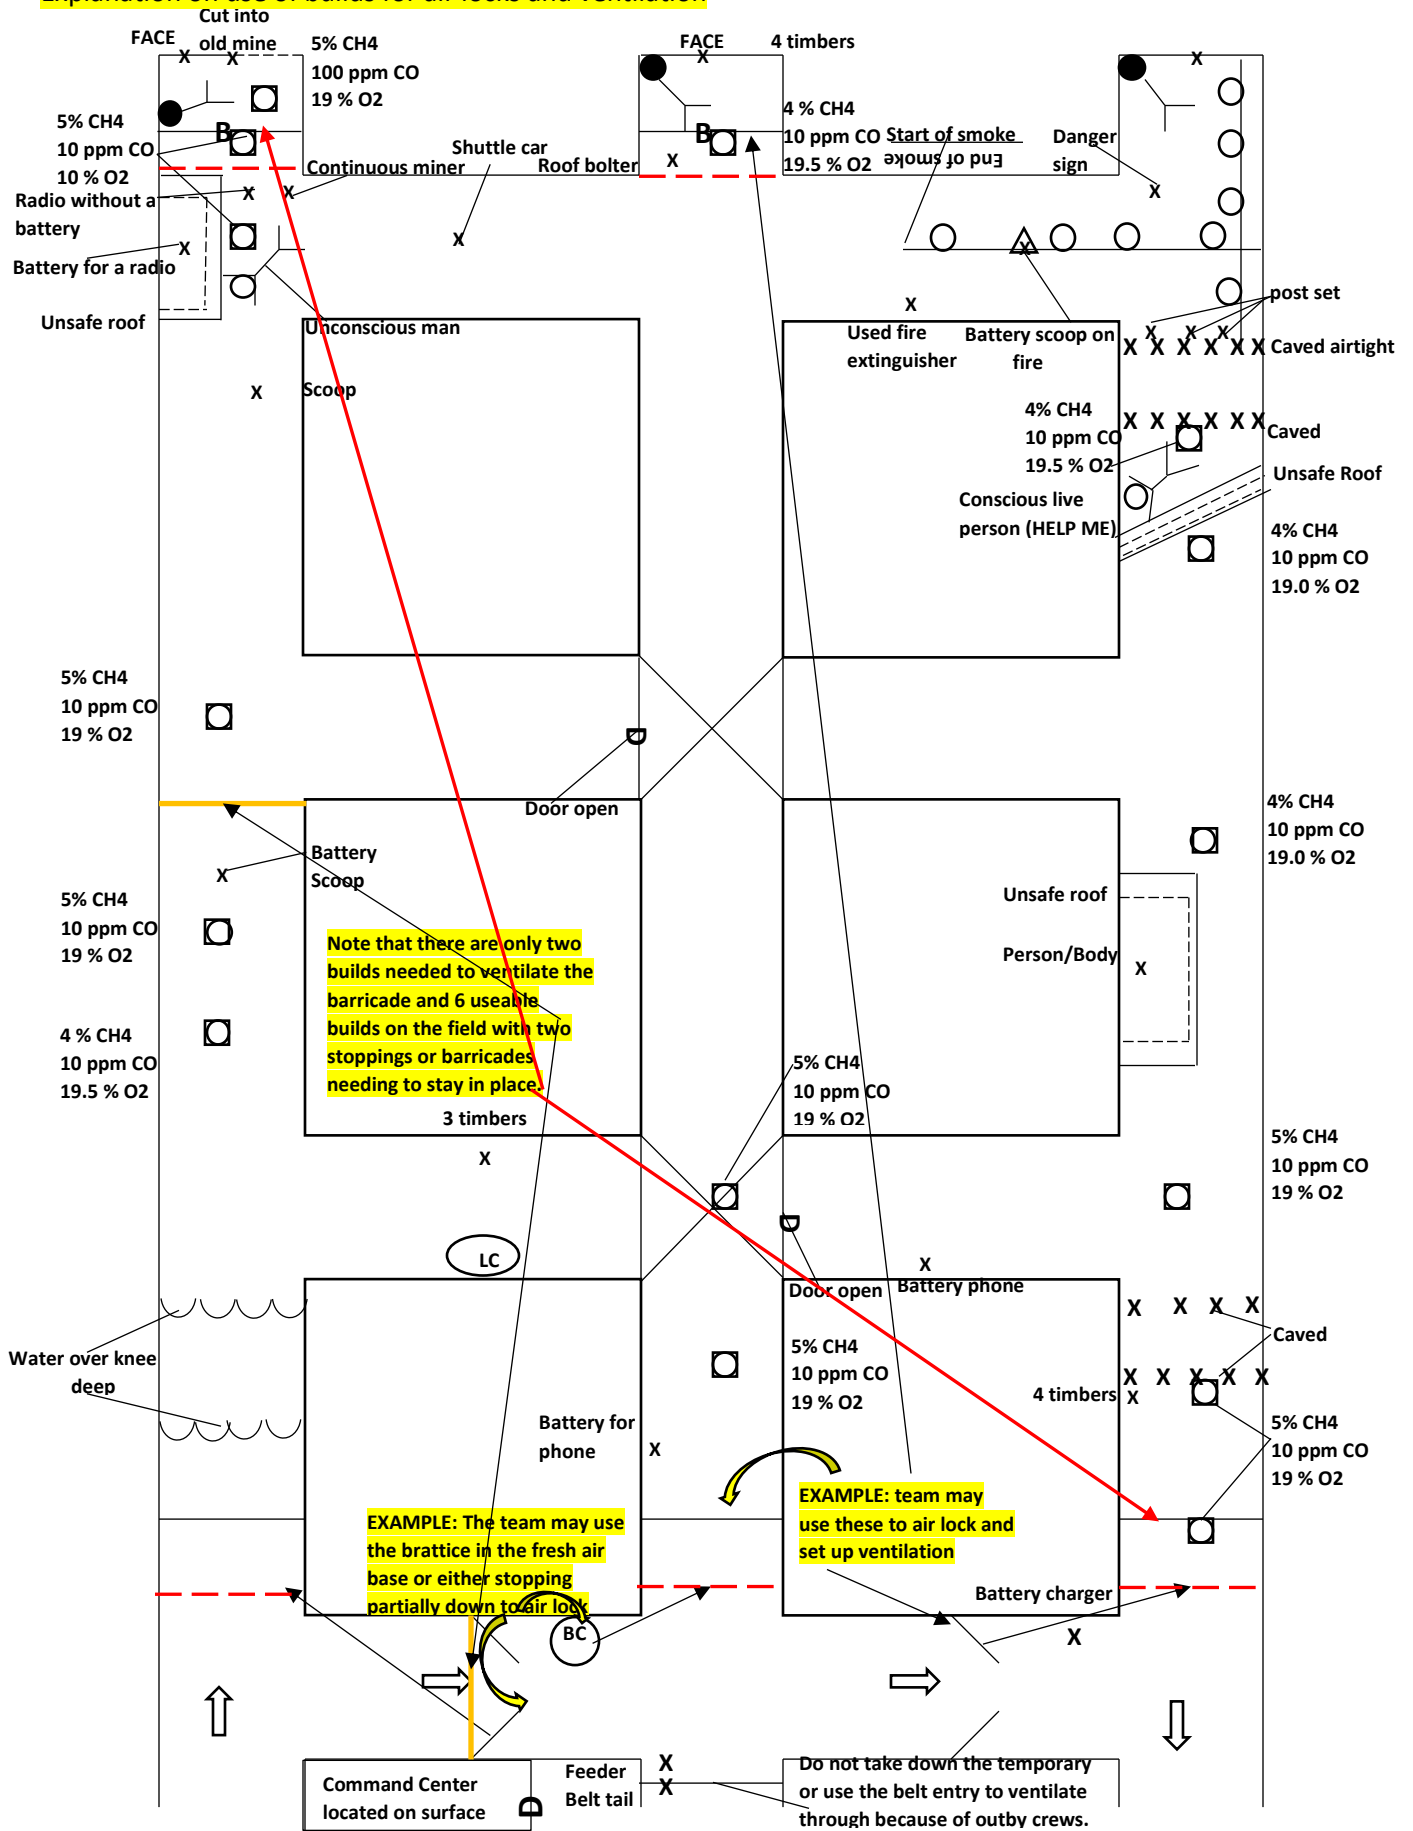 Explanation on use of builds for air locks and ventilation
Cut into
old mine
FACE
5% CH4
100 ppm CO
19 % O2
FACE
4 timbers
5% CH4
10 ppm CO
10 % O2
B
B
4 % CH4
10 ppm CO
19.5 % O2
Start of smoke
End of smoke
Danger
sign
Continuous miner
Shuttle car
Roof bolter
Radio without a
battery
Battery for a radio
Unsafe roof
Unconscious man
Scoop
Used fire
extinguisher
Battery scoop on
fire
post set
Caved airtight
4% CH4
10 ppm CO
19.5 % O2
Caved
Unsafe Roof
Conscious live
person (HELP ME)
4% CH4
10 ppm CO
19.0 % O2
5% CH4
10 ppm CO
19 % O2
D
Door open
4% CH4
10 ppm CO
19.0 % O2
Battery
Scoop
5% CH4
10 ppm CO
19 % O2
Unsafe roof
Person/Body
Note that there are only two
builds needed to ventilate the
barricade and 6 useable
builds on the field with two
stoppings or barricades
needing to stay in place.
4 % CH4
10 ppm CO
19.5 % O2
3 timbers
5% CH4
10 ppm CO
19 % O2
5% CH4
10 ppm CO
19 % O2
D
LC
Door open
Battery phone
Caved
Water over knee
deep
5% CH4
10 ppm CO
19 % O2
4 timbers
Battery for
phone
5% CH4
10 ppm CO
19 % O2
EXAMPLE: The team may use
the brattice in the fresh air
base or either stopping
partially down to air lock
EXAMPLE: team may
use these to air lock and
set up ventilation
Battery charger
BC
Command Center
located on surface
D
Feeder
Belt tail
Do not take down the temporary
or use the belt entry to ventilate
through because of outby crews.